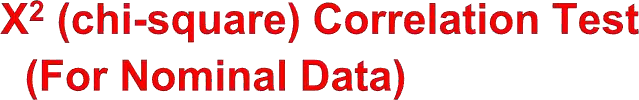 X² (chi-square) Correlation Test
(For Nominal Data)